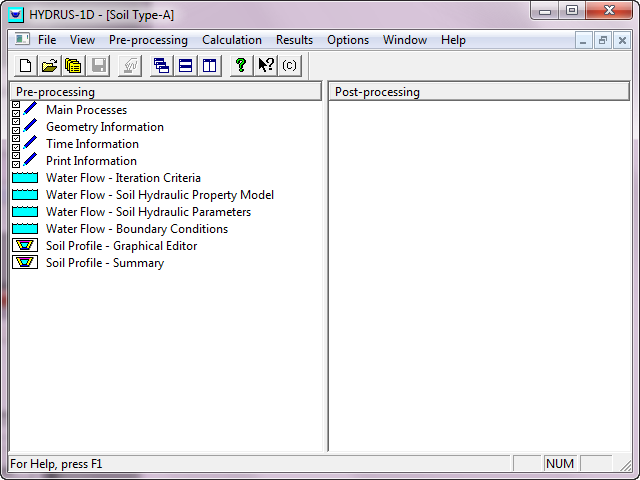 HYDRUS-1D - [Soil Type-A]
File View Pre-processing Calculation Results Options Window Help
? ? (c)
Pre-processing Post-processing
Main Processes
Geometry Information
Time Information
Print Information
Water Flow - Iteration Criteria
Water Flow - Soil Hydraulic Property Model
Water Flow - Soil Hydraulic Parameters
Water Flow - Boundary Conditions
Soil Profile - Graphical Editor
Soil Profile - Summary
For Help, press F1 NUM